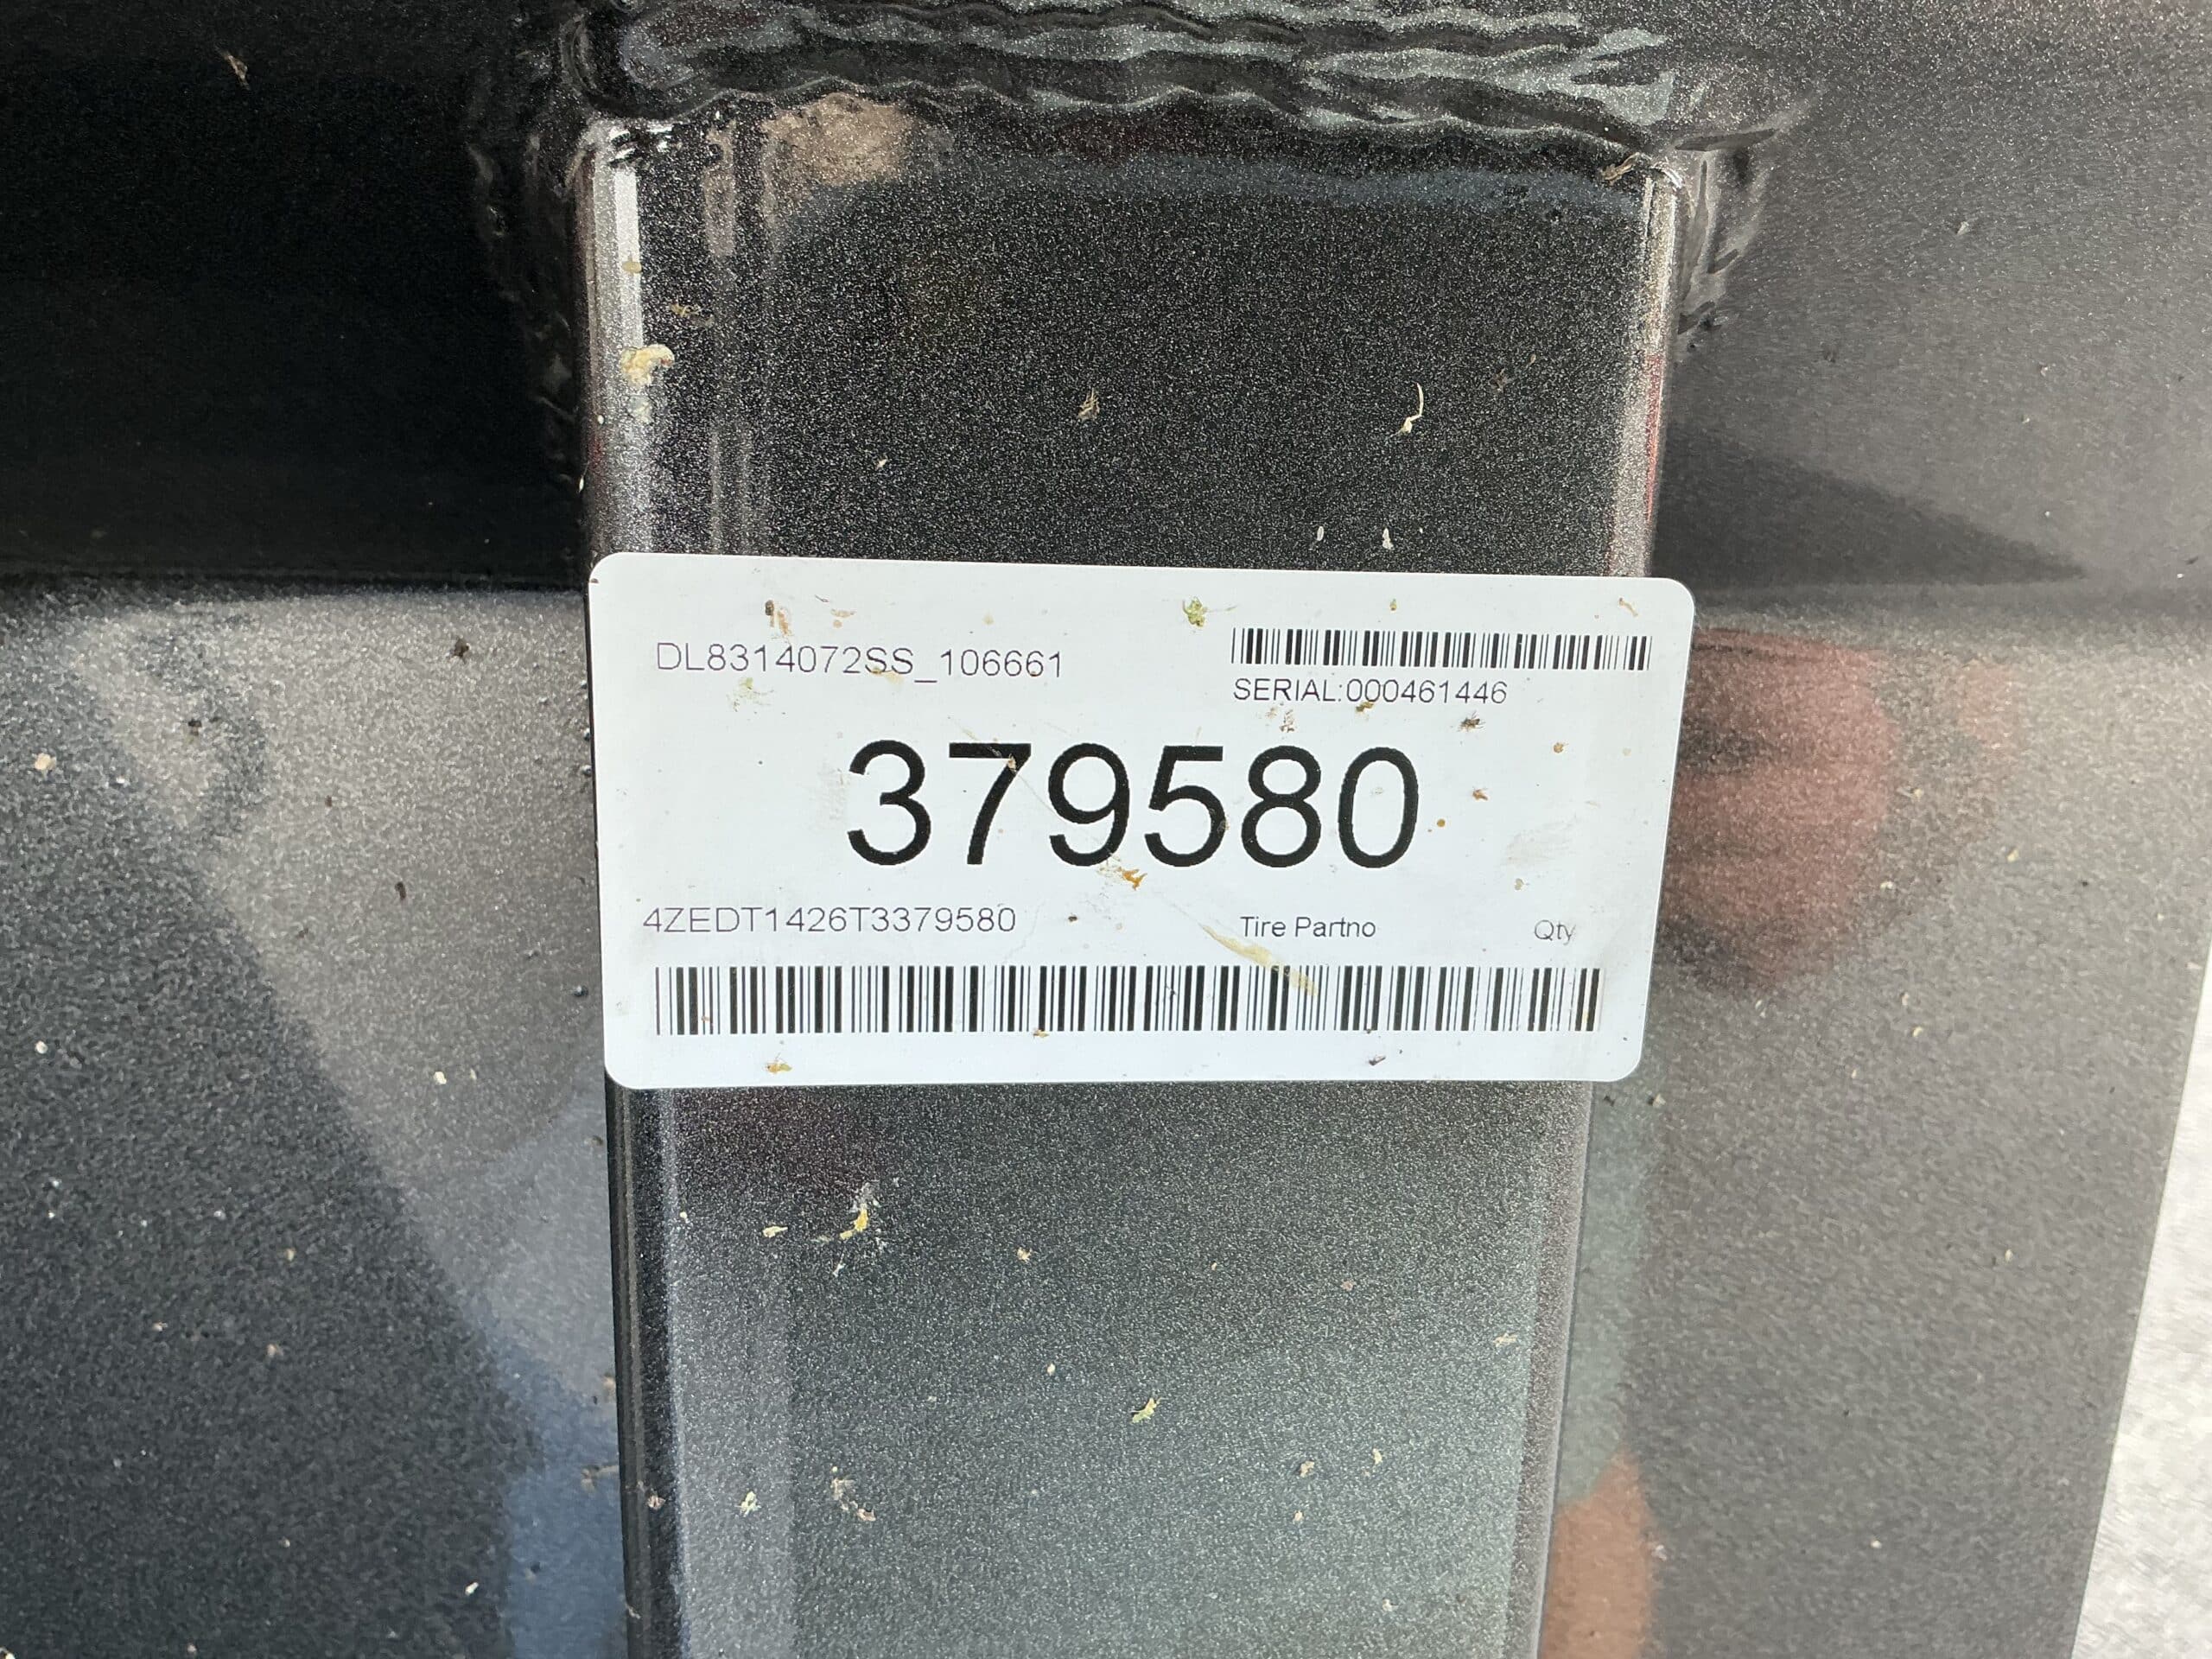 DL8314072SS_106661
SERIAL:000461446
379580
4ZEDT1426T3379580
Tire Partno
Qty